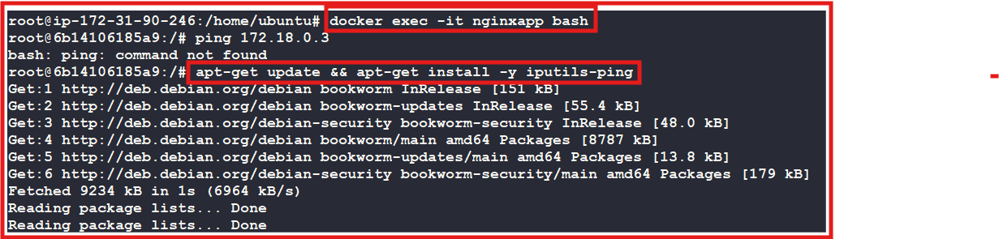 root@ip-172-31-90-246:/home/ubuntu# docker exec -it nginxapp bash
root@6b14106185a9:/# ping 172.18.0.3
bash: ping: command not found
root@6b14106185a9:/# apt-get update && apt-get install -y iputils-ping
Get:1 http://deb.debian.org/debian bookworm InRelease [151 kB]
Get:2 http://deb.debian.org/debian bookworm-updates InRelease [55.4 kB]
Get:3 http://deb.debian.org/debian-security bookworm-security InRelease [48.0 kB]
Get:4 http://deb.debian.org/debian bookworm/main amd64 Packages [8787 kB]
Get:5 http://deb.debian.org/debian bookworm-updates/main amd64 Packages [13.8 kB]
Get:6 http://deb.debian.org/debian-security bookworm-security/main amd64 Packages [179 kB]
Fetched 9234 kB in 1s (6964 kB/s)
Reading package lists... Done
Reading package lists... Done